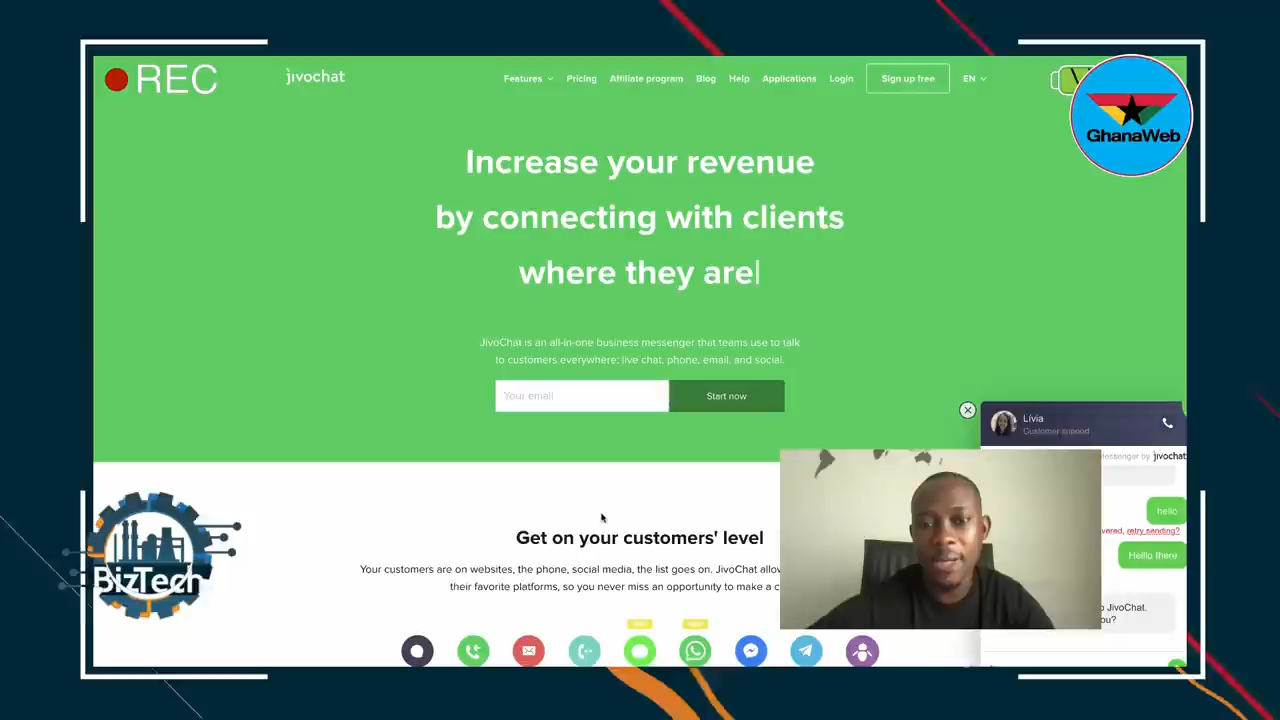 REC
jivochat
Features
Pricing
Affiliate program
Blog
Help
Applications
Login
Sign up free
EN
GhanaWeb
Increase your revenue
by connecting with clients
where they are
JivoChat is an all-in-one business messenger that teams use to talk
to customers everywhere: live chat, phone, email, and social.
Your email
Start now
Lívia
Customer support
jivochat
hello
retry sending?
Helllo there
JivoChat.
Get on your customers' level
Your customers are on websites, the phone, social media, the list goes on. JivoChat
their favorite platforms, so you never miss an opportunity to make a
BizTech